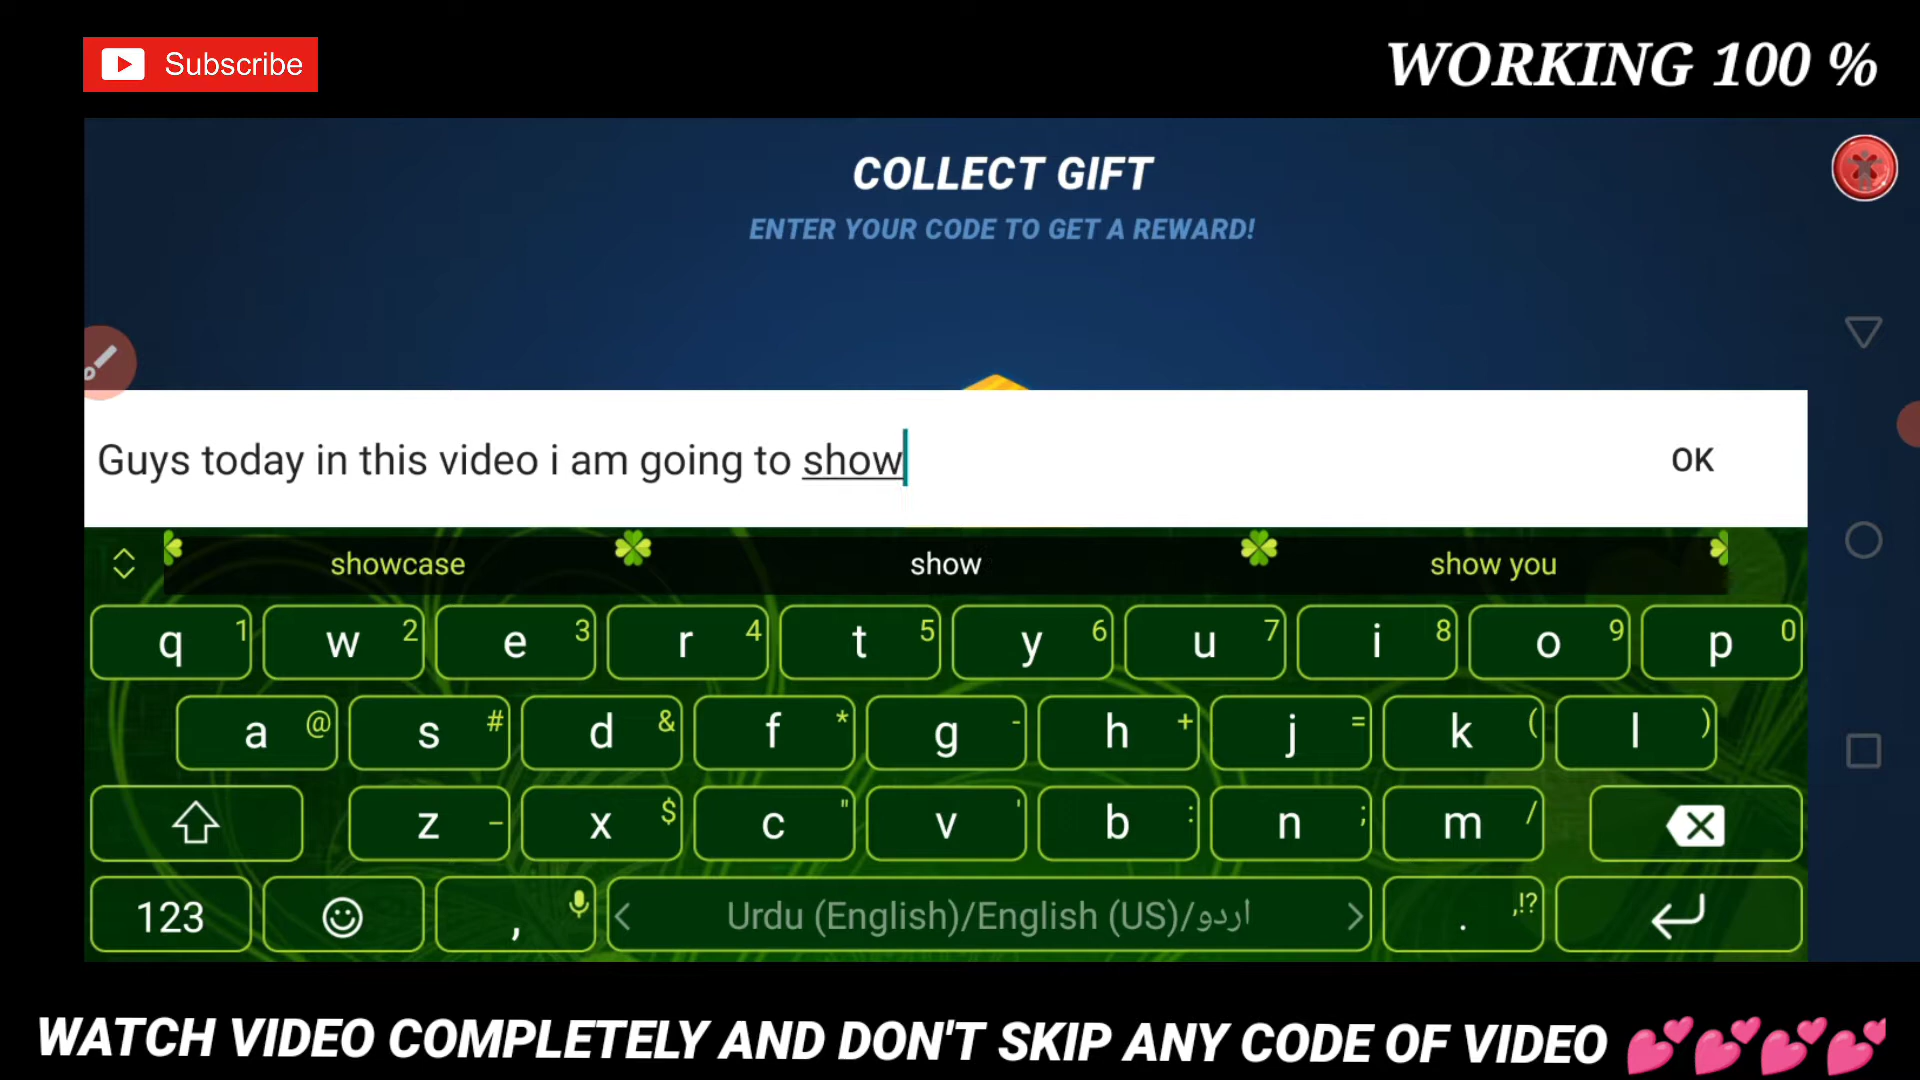 Subscribe
WORKING 100 %
COLLECT GIFT
ENTER YOUR CODE TO GET A REWARD!
Guys today in this video i am going to show
OK
showcase show show you
q 1 w 2 e 3 r 4 t 5 y 6 u 7 i 8 o 9 p 0
a @ s # d & f * g - h + j = k ( l )
z _ x $ c " v ' b : n ; m /
123 , < Urdu (English)/English (US)/اردو > . ,!?
WATCH VIDEO COMPLETELY AND DON'T SKIP ANY CODE OF VIDEO 💕💕💕💕